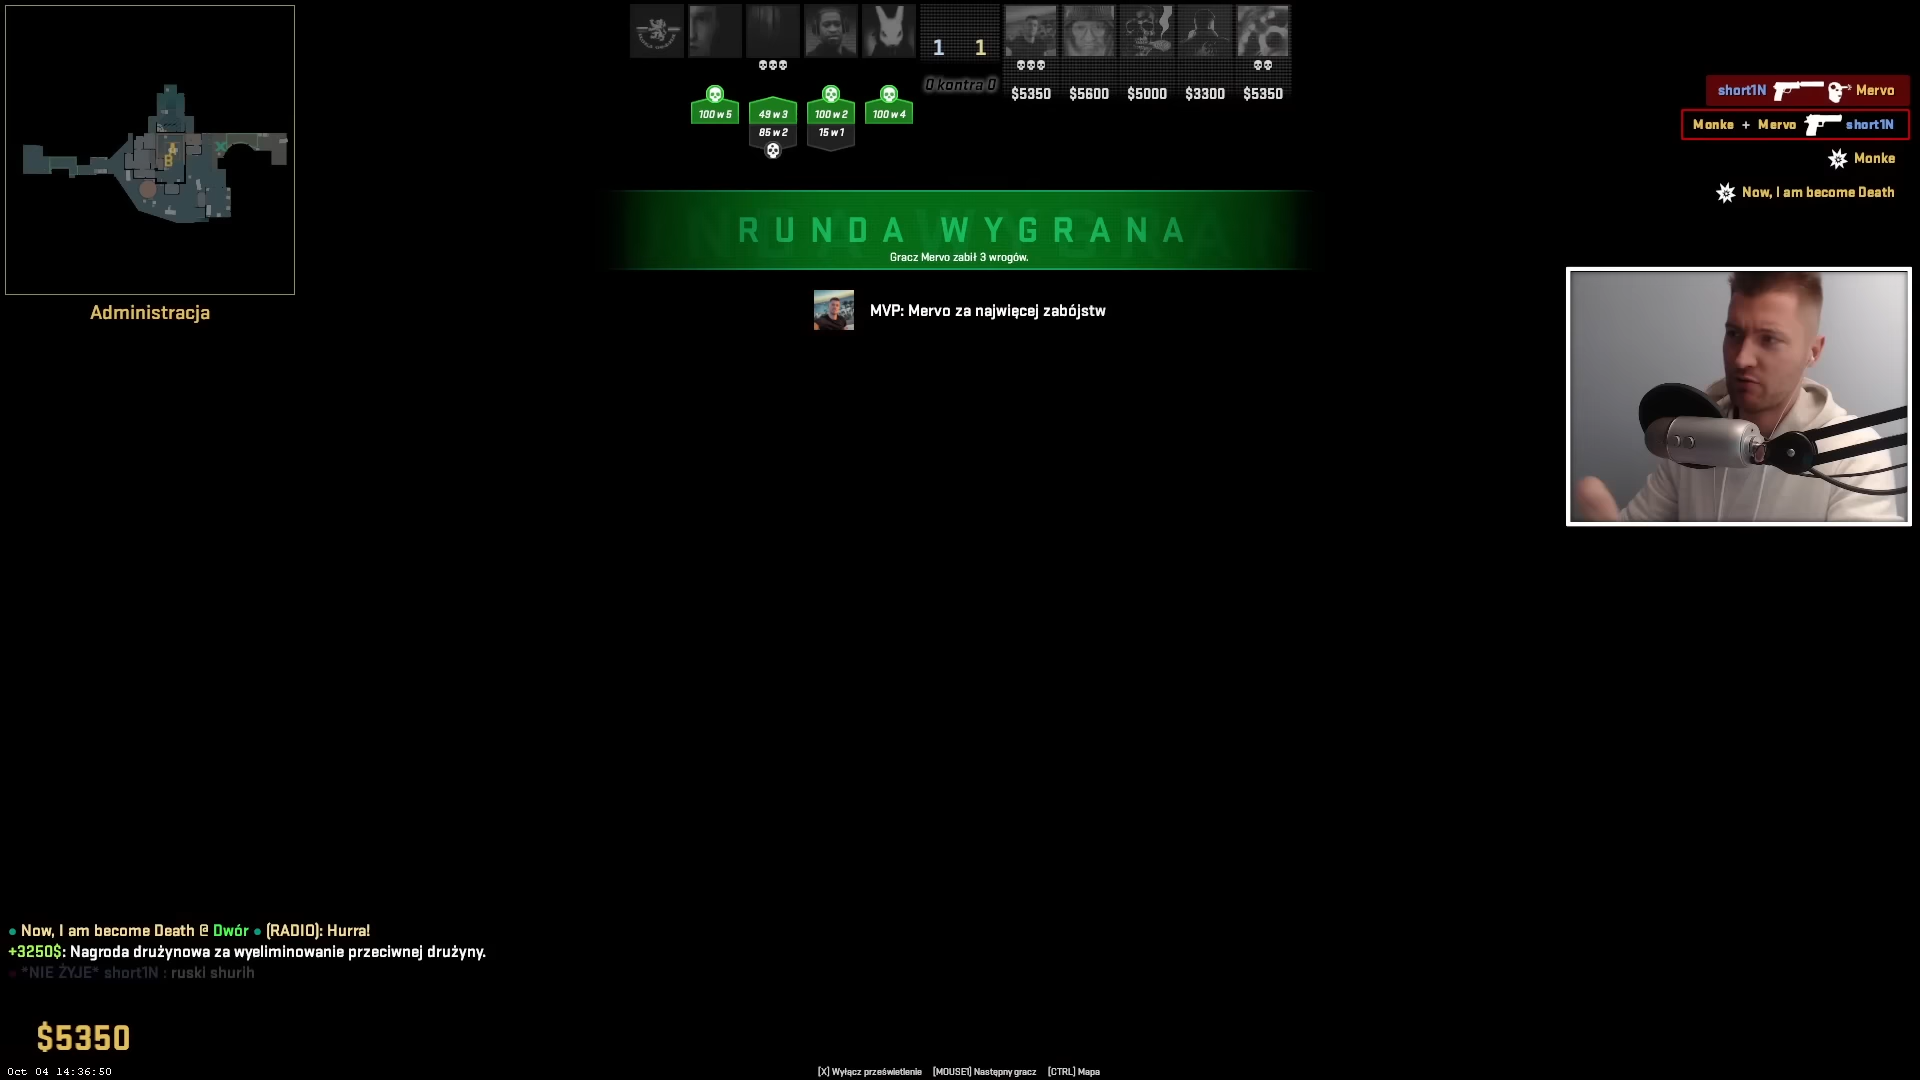 1 1
0 kontra 0
$5350 $5600 $5000 $3300 $5350
100 w 5 49 w 3 100 w 2 100 w 4
85 w 2 15 w 1
short1N Mervo
Monke + Mervo short1N
Monke
Now, I am become Death
RUNDA WYGRANA
Gracz Mervo zabił 3 wrogów.
MVP: Mervo za najwięcej zabójstw
B
Administracja
Now, I am become Death @ Dwór (RADIO): Hurra!
+3250$: Nagroda drużynowa za wyeliminowanie przeciwnej drużyny.
*NIE ŻYJE* short1N : ruski shurih
$5350
Oct 04 14:36:50
[X] Wyłącz prześwietlenie [MOUSE1] Następny gracz [CTRL] Mapa